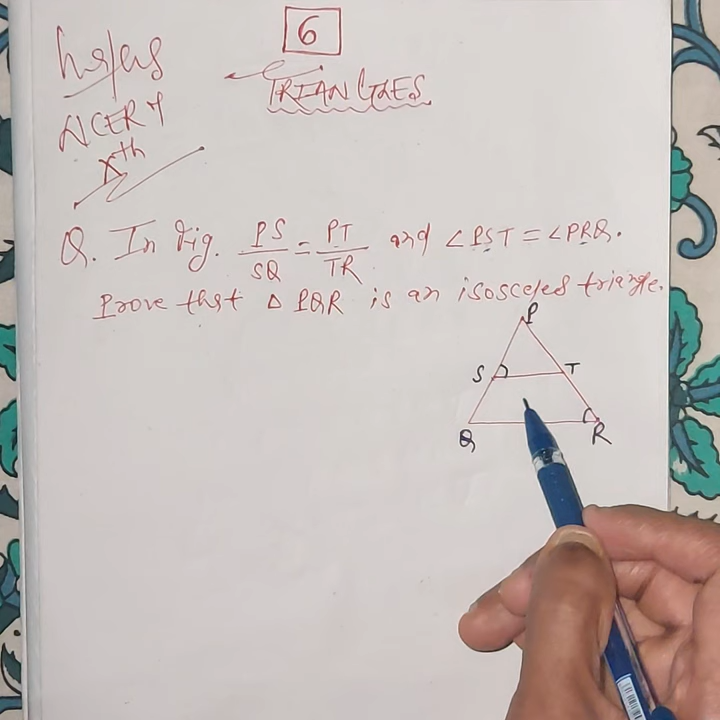 6
TRIANGLES
NCERT
Xth
Q. In fig. PS/SQ = PT/TR and ∠PST = ∠PRQ.
Prove that △ PQR is an isosceles triangle.
P
S T
Q R